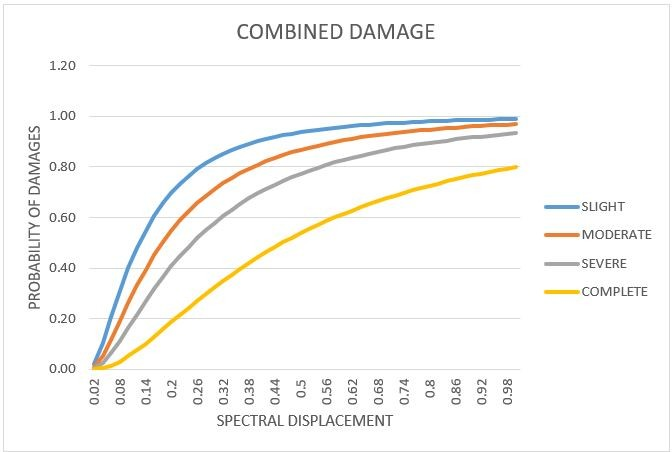 COMBINED DAMAGE
1.20
1.00
0.80
0.60
0.40
0.20
0.00
PROBABILITY OF DAMAGES
0.02 0.08 0.14 0.2 0.26 0.32 0.38 0.44 0.5 0.56 0.62 0.68 0.74 0.8 0.86 0.92 0.98
SPECTRAL DISPLACEMENT
SLIGHT
MODERATE
SEVERE
COMPLETE